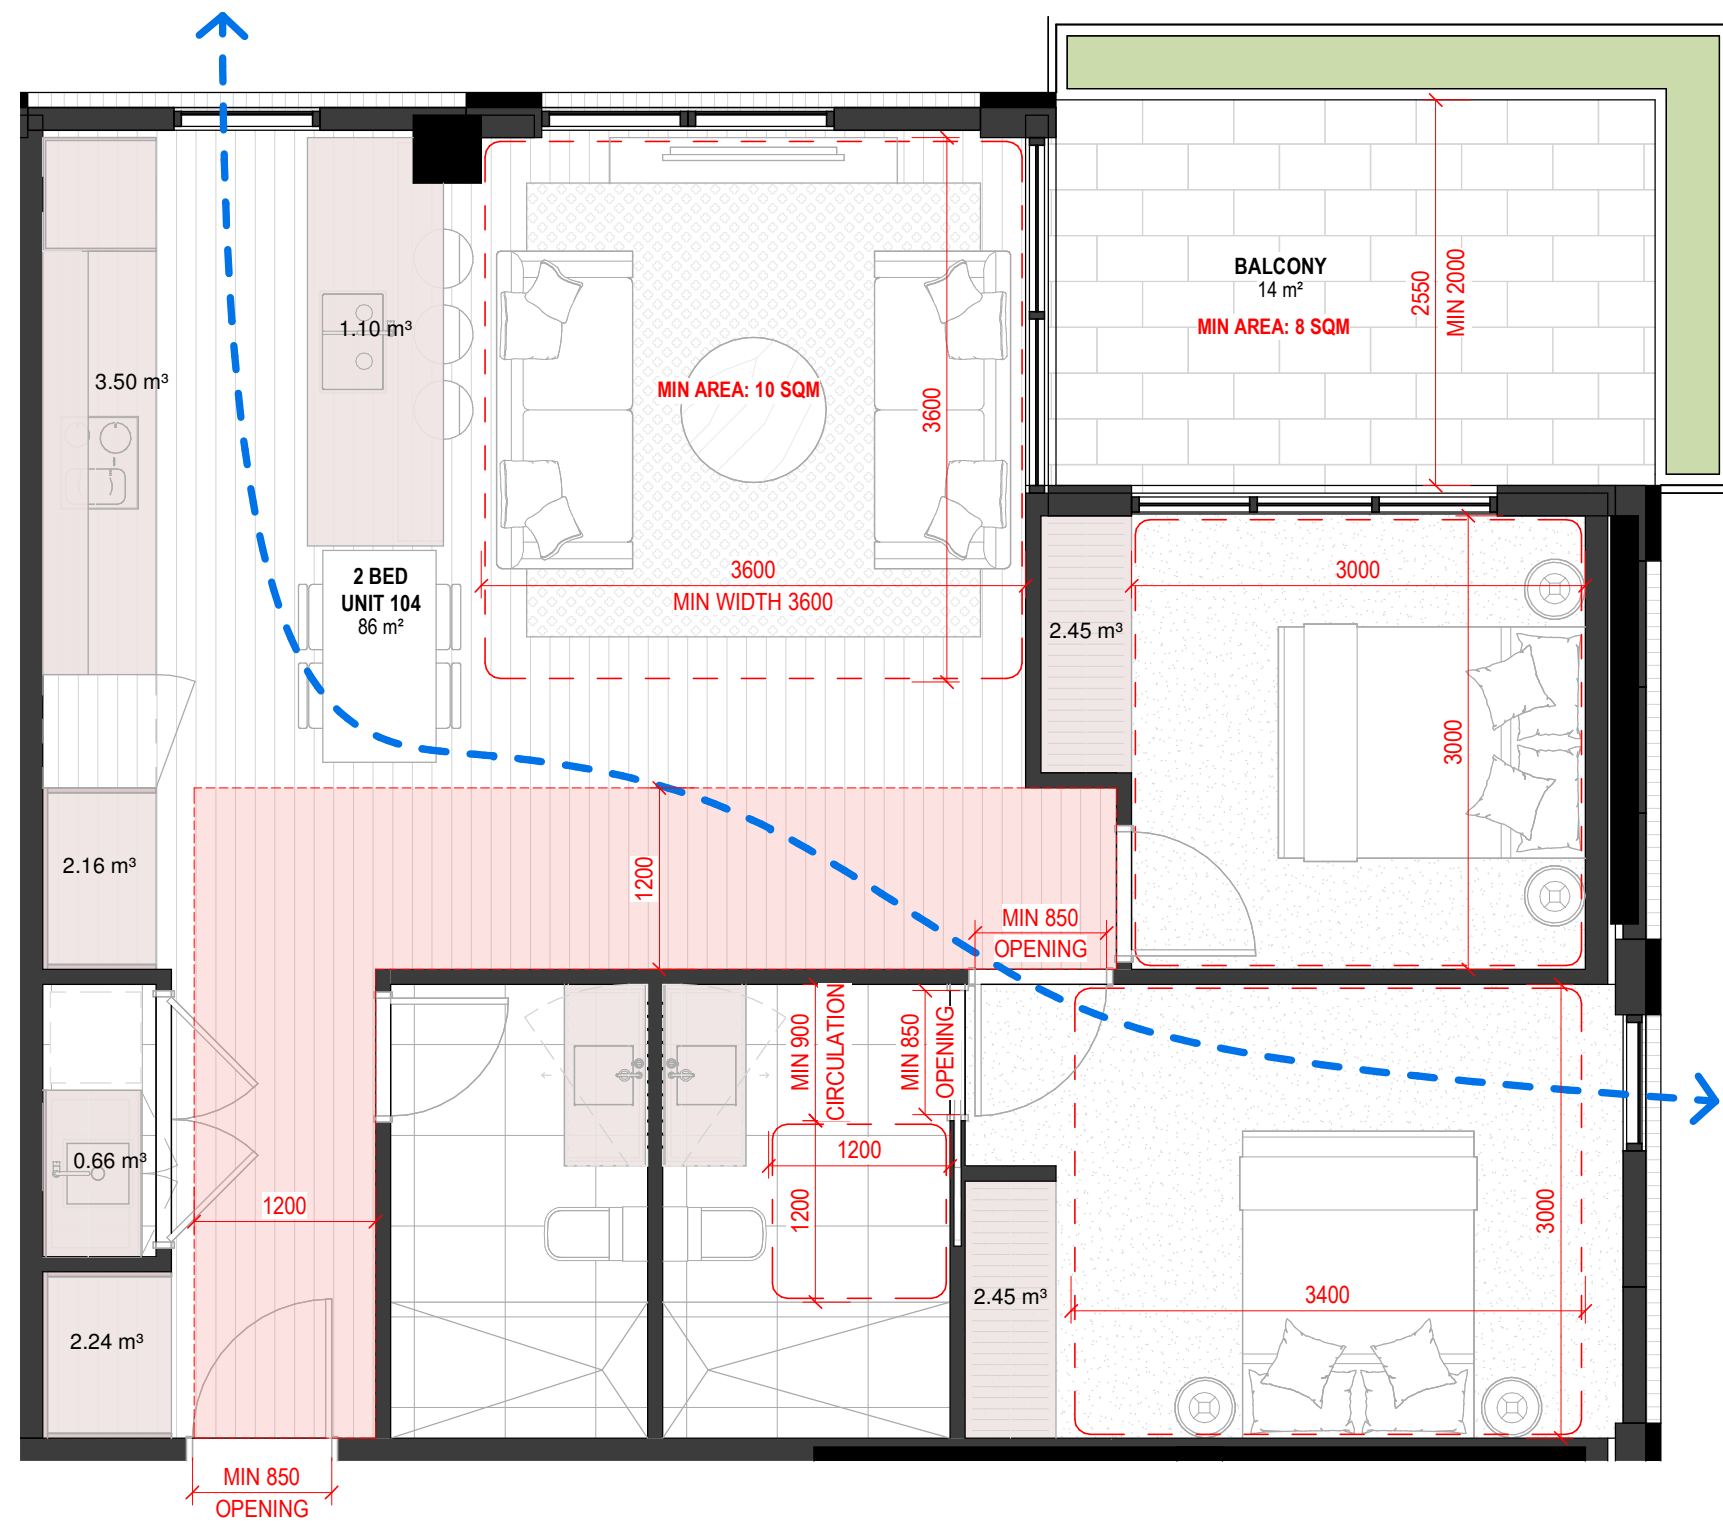 BALCONY
14 m²
MIN AREA: 8 SQM
2550
MIN 2000
1.10 m³
3.50 m³
MIN AREA: 10 SQM
3600
3600
MIN WIDTH 3600
2 BED
UNIT 104
86 m²
3000
2.45 m³
3000
2.16 m³
1200
MIN 850
OPENING
MIN 900
CIRCULATION
MIN 850
OPENING
0.66 m³
1200
1200
1200
3000
2.45 m³
3400
2.24 m³
MIN 850
OPENING